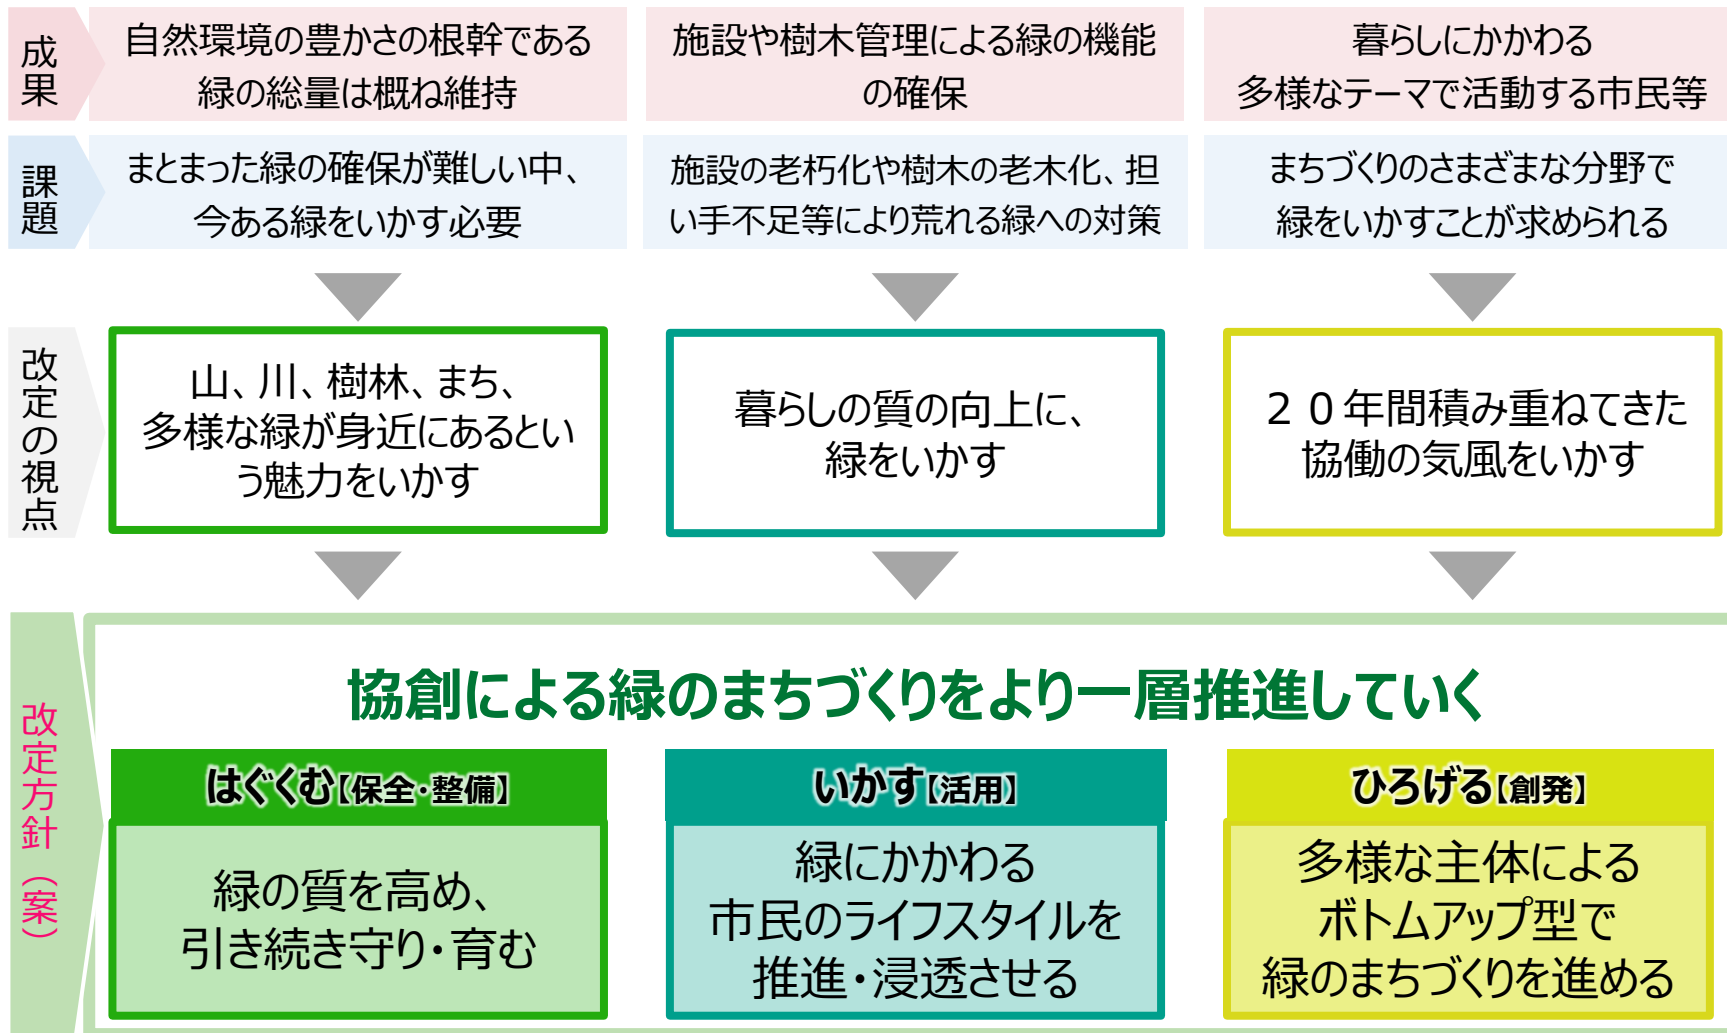 成果
自然環境の豊かさの根幹である
緑の総量は概ね維持
施設や樹木管理による緑の機能
の確保
暮らしにかかわる
多様なテーマで活動する市民等
課題
まとまった緑の確保が難しい中、
今ある緑をいかす必要
施設の老朽化や樹木の老木化、担
い手不足等により荒れる緑への対策
まちづくりのさまざまな分野で
緑をいかすことが求められる
改定の視点
山、川、樹林、まち、
多様な緑が身近にあるとい
う魅力をいかす
暮らしの質の向上に、
緑をいかす
２０年間積み重ねてきた
協働の気風をいかす
改定方針（案）
協創による緑のまちづくりをより一層推進していく
はぐくむ【保全・整備】
緑の質を高め、
引き続き守り・育む
いかす【活用】
緑にかかわる
市民のライフスタイルを
推進・浸透させる
ひろげる【創発】
多様な主体による
ボトムアップ型で
緑のまちづくりを進める